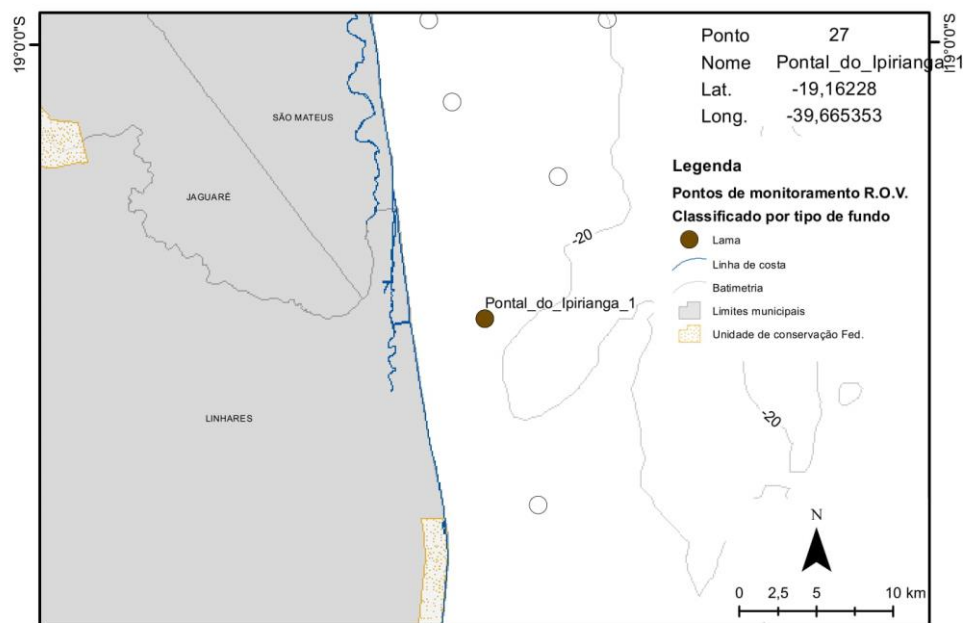 19°0'0"S
19°0'0"S
Ponto 27
Nome Pontal_do_Ipirianga_1
Lat. -19,16228
Long. -39,665353
SÃO MATEUS
JAGUARÉ
LINHARES
-20
Pontal_do_Ipirianga_1
-20
Legenda
Pontos de monitoramento R.O.V.
Classificado por tipo de fundo
Lama
Linha de costa
Batimetria
Limites municipais
Unidade de conservação Fed.
N
0 2,5 5 10 km